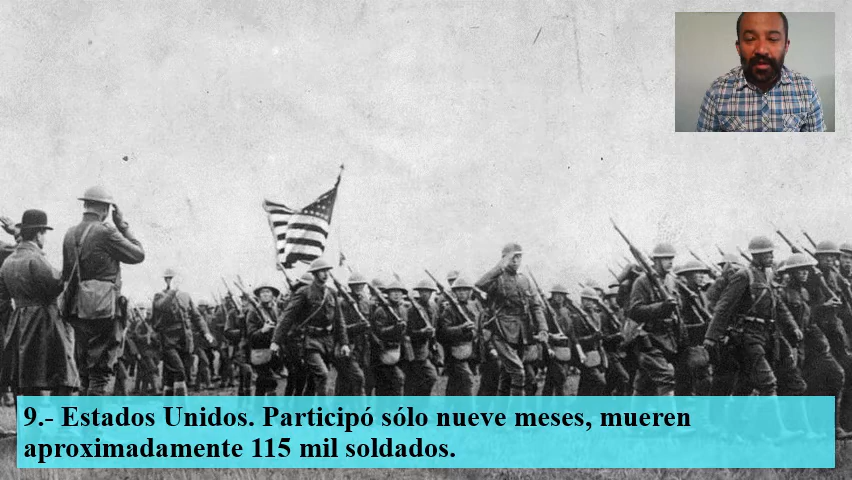 9.- Estados Unidos. Participó sólo nueve meses, mueren
aproximadamente 115 mil soldados.